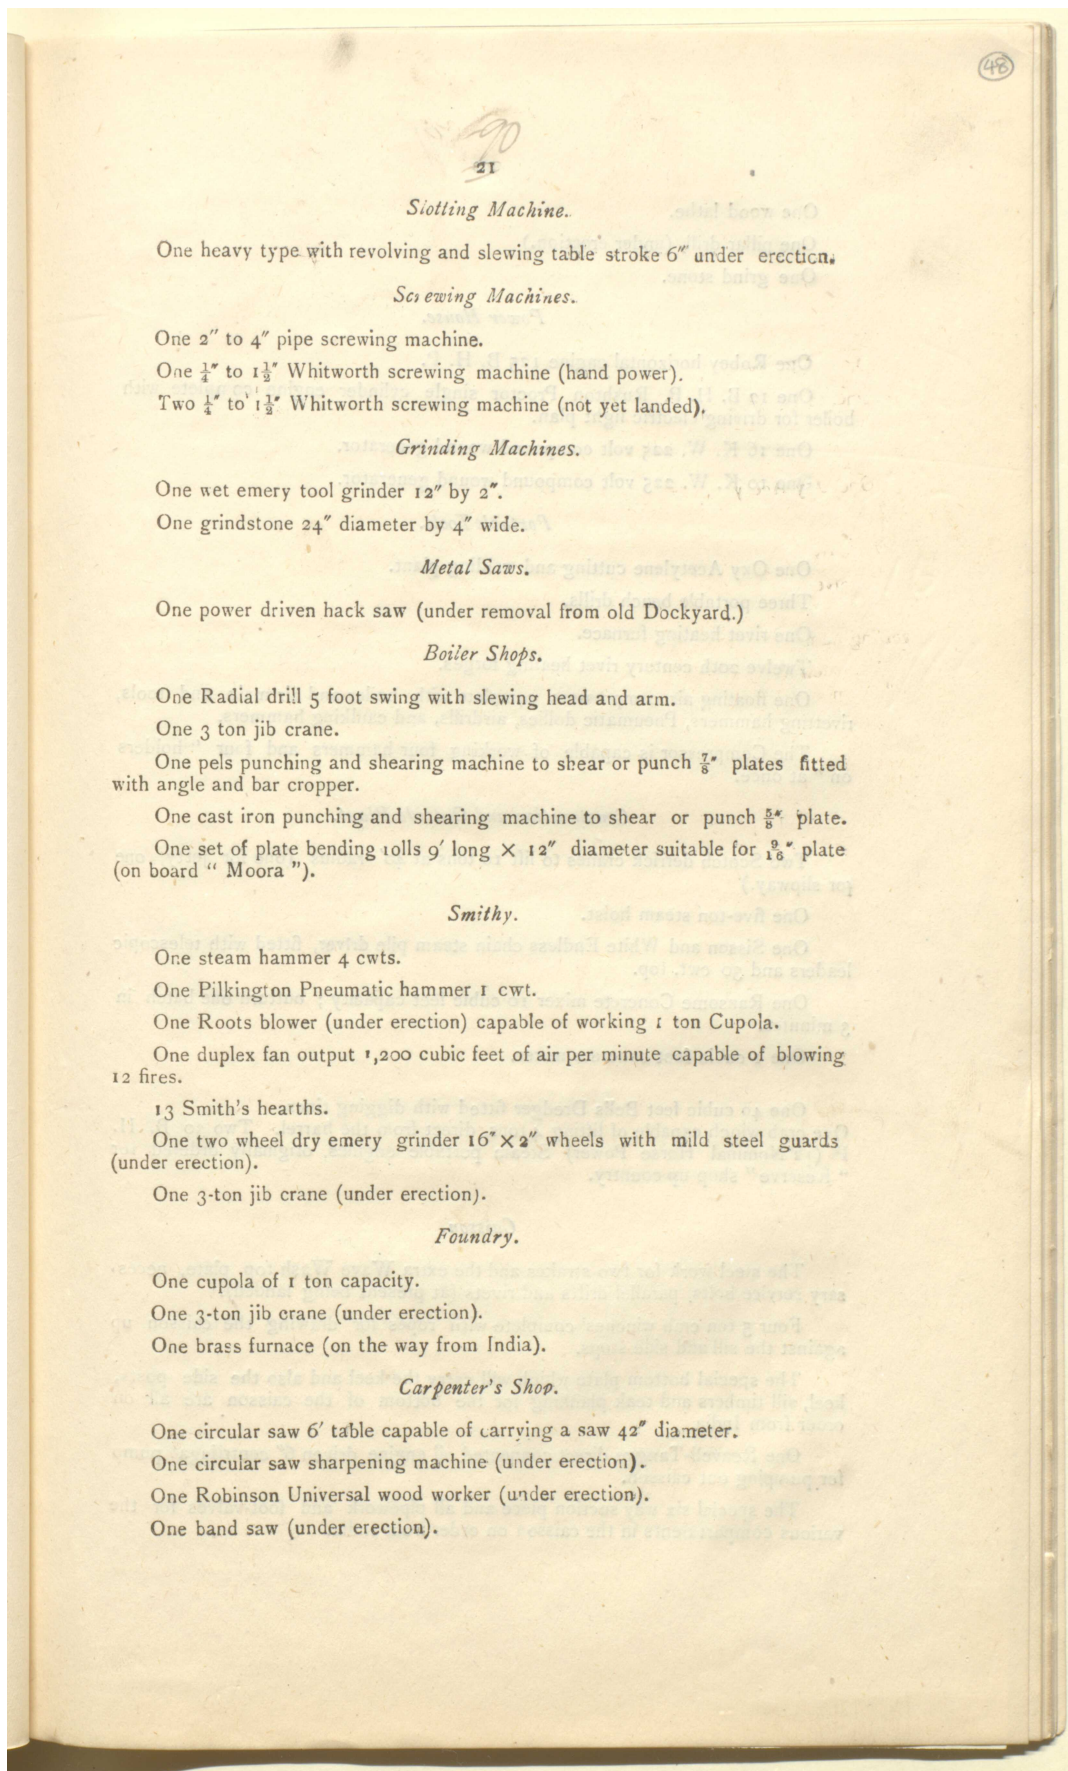 48
90
21
Slotting Machine.
One heavy type with revolving and slewing table stroke 6″ under erection.
Screwing Machines.
One 2″ to 4″ pipe screwing machine.
One ¼″ to 1½″ Whitworth screwing machine (hand power).
Two ¼″ to 1½″ Whitworth screwing machine (not yet landed).
Grinding Machines.
One wet emery tool grinder 12″ by 2″.
One grindstone 24″ diameter by 4″ wide.
Metal Saws.
One power driven hack saw (under removal from old Dockyard.)
Boiler Shops.
One Radial drill 5 foot swing with slewing head and arm.
One 3 ton jib crane.
One pels punching and shearing machine to shear or punch ⅞″ plates fitted
with angle and bar cropper.
One cast iron punching and shearing machine to shear or punch ⅝″ plate.
One set of plate bending rolls 9′ long × 12″ diameter suitable for 9/16″ plate
(on board “ Moora ”).
Smithy.
One steam hammer 4 cwts.
One Pilkington Pneumatic hammer 1 cwt.
One Roots blower (under erection) capable of working 1 ton Cupola.
One duplex fan output 1,200 cubic feet of air per minute capable of blowing
12 fires.
13 Smith’s hearths.
One two wheel dry emery grinder 16″ × 2″ wheels with mild steel guards
(under erection).
One 3-ton jib crane (under erection).
Foundry.
One cupola of 1 ton capacity.
One 3-ton jib crane (under erection).
One brass furnace (on the way from India).
Carpenter’s Shop.
One circular saw 6′ table capable of carrying a saw 42″ diameter.
One circular saw sharpening machine (under erection).
One Robinson Universal wood worker (under erection).
One band saw (under erection).